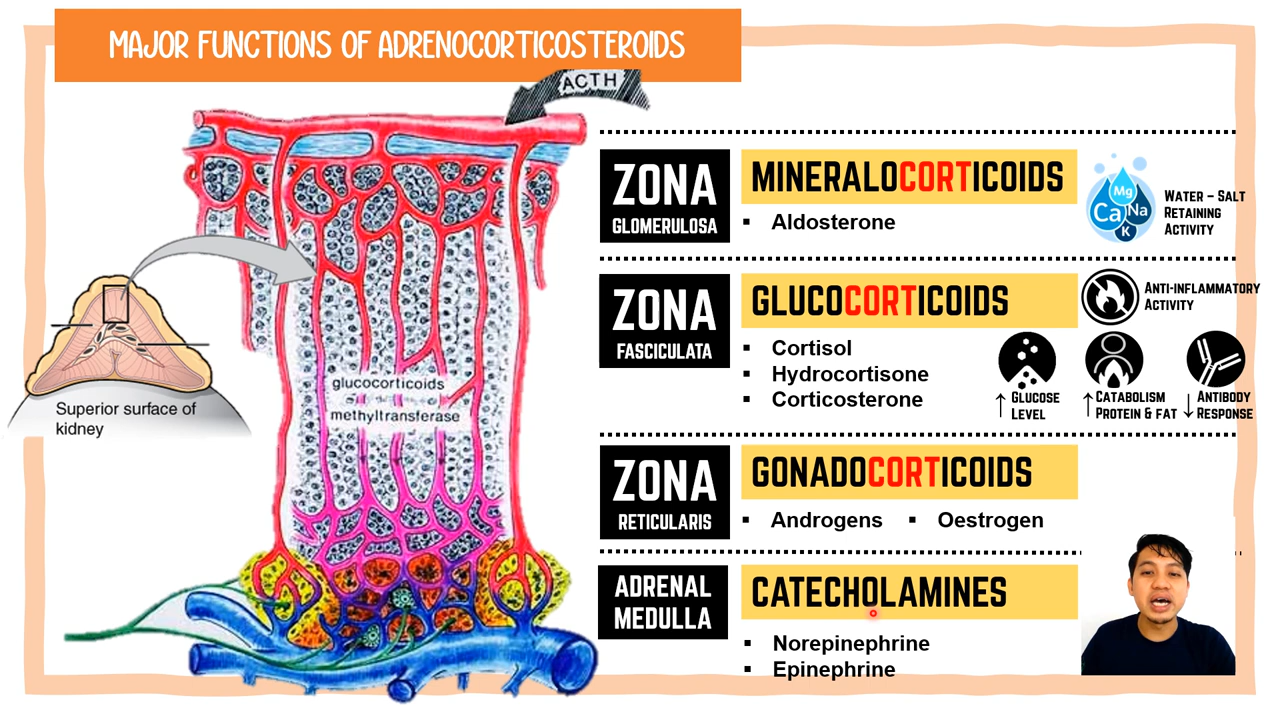 MAJOR FUNCTIONS OF ADRENOCORTICOSTEROIDS
ACTH
glucocorticoids
methyltransferase
Superior surface of
kidney
ZONA
GLOMERULOSA
MINERALOCORTICOIDS
▪ Aldosterone
Mg
Ca
Na
K
WATER – SALT
RETAINING
ACTIVITY
ZONA
FASCICULATA
GLUCOCORTICOIDS
▪ Cortisol
▪ Hydrocortisone
▪ Corticosterone
ANTI-INFLAMMATORY
ACTIVITY
↑ GLUCOSE
LEVEL
↑ CATABOLISM
PROTEIN & FAT
↓ ANTIBODY
RESPONSE
ZONA
RETICULARIS
GONADOCORTICOIDS
▪ Androgens ▪ Oestrogen
ADRENAL
MEDULLA
CATECHOLAMINES
▪ Norepinephrine
▪ Epinephrine